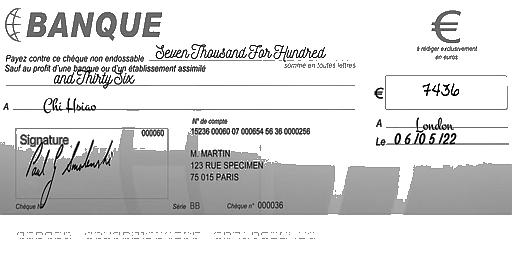 BANQUE
€
à rédiger exclusivement
en euros
Payez contre ce chèque non endossable Seven Thousand For Hundred
Sauf au profit d'une banque ou d'un établissement assimilé
somme en toutes lettres
and Thirty Six
€ 7436
A Chi Hsiao
A London
Le 06/05/22
Signature
000060
N° de compte
15236 00060 07 000654 66 36 0000256
M. MARTIN
123 RUE SPECIMEN
75 015 PARIS
Chèque N°
Série BB
Chèque n° 000036